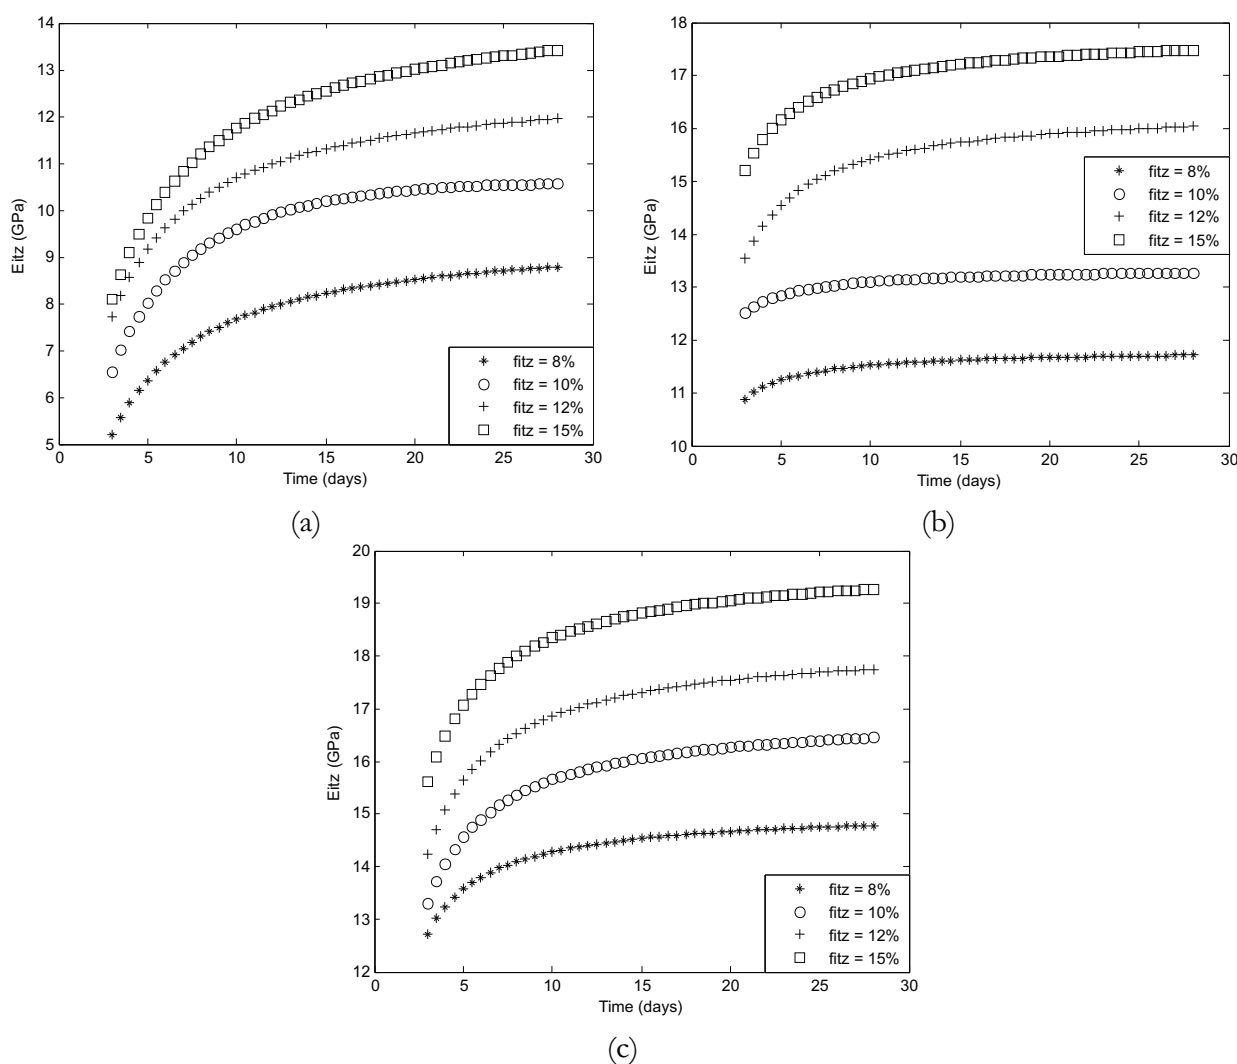 14
13
12
11
10
9
8
7
6
5
Eitz (GPa)
0 5 10 15 20 25 30
Time (days)
fitz = 8%
fitz = 10%
fitz = 12%
fitz = 15%
(a)
18
17
16
15
14
13
12
11
10
Eitz (GPa)
0 5 10 15 20 25 30
Time (days)
fitz = 8%
fitz = 10%
fitz = 12%
fitz = 15%
(b)
20
19
18
17
16
15
14
13
12
Eitz (GPa)
0 5 10 15 20 25 30
Time (days)
fitz = 8%
fitz = 10%
fitz = 12%
fitz = 15%
(c)